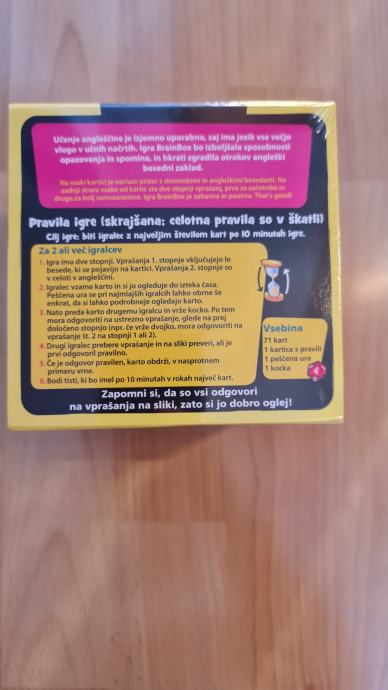 Učenje angleščine je izjemno uporabno, saj ima jezik vse večjo
vlogo v učnih načrtih. Igra BrainBox bo izboljšala sposobnosti
opazovanja in spomina, in hkrati zgradila otrokov angleški
besedni zaklad.
Na vsaki kartici je narisan prizor s slovenskimi in angleškimi besedami. Na
zadnji strani vsake od kartic sta dve stopnji vprašanj, prva za začetnike in
druga za bolj samozavestne. Igra BrainBox je zabavna in poučna. That's good!
Pravila igre (skrajšana: celotna pravila so v škatli)
Cilj igre: biti igralec z največjim številom kart po 10 minutah igre.
Za 2 ali več igralcev
1. Igra ima dve stopnji. Vprašanja 1. stopnje vključujejo le
besede, ki se pojavijo na kartici. Vprašanja 2. stopnje so
v celoti v angleščini.
2. Igralec vzame karto in si jo ogleduje do izteka časa.
Peščena ura se pri najmlajših igralcih lahko obrne še
enkrat, da si lahko podrobneje ogledajo karto.
3. Nato preda karto drugemu igralcu in vrže kocko. Po tem
mora odgovoriti na ustrezno vprašanje, glede na prej
določeno stopnjo (npr. če vrže dvojko, mora odgovoriti na
vprašanje št. 2 na stopnji 1 ali 2).
4. Drugi igralec prebere vprašanje in na sliki preveri, ali je
prvi odgovoril pravilno.
5. Če je odgovor pravilen, karto obdrži, v nasprotnem
primeru vrne.
6. Bodi tisti, ki bo imel po 10 minutah v rokah največ kart.
Vsebina
71 kart
1 kartica s pravili
1 peščena ura
1 kocka
Zapomni si, da so vsi odgovori
na vprašanja na sliki, zato si jo dobro oglej!